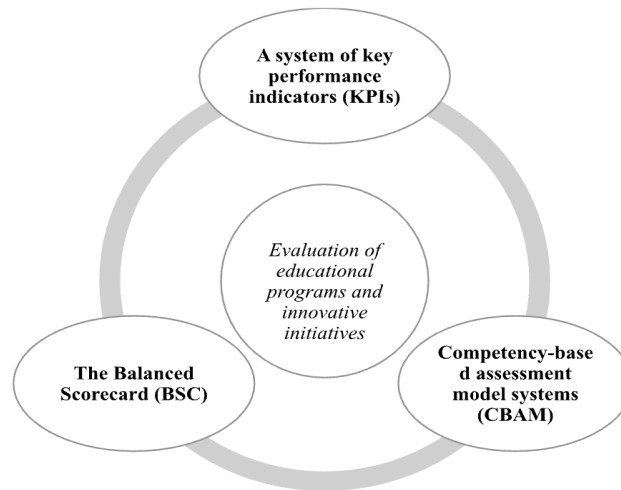 A system of key
performance
indicators (KPIs)
Evaluation of
educational
programs and
innovative
initiatives
The Balanced
Scorecard (BSC)
Competency-base
d assessment
model systems
(CBAM)